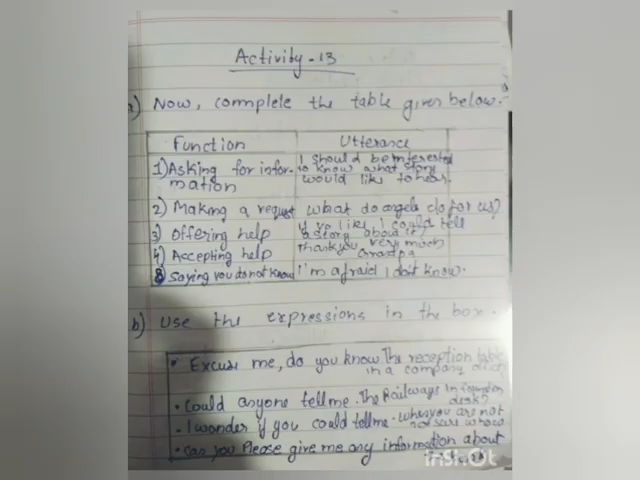 Activity-13
a) Now, complete the table given below.
Function Utterance
1) Asking for infor-mation I should be interested to know what story would like to hear.
2) Making a request What do angels do for us?
3) Offering help If you like I could tell a story about it.
4) Accepting help Thank you very much Grandpa
5) Saying you do not know I'm afraid I don't know.
b) Use the expressions in the box.
• Excuse me, do you know the reception table in a company
• Could anyone tell me. The Railways Information desk?
• I wonder if you could tell me. when you are not not sure
• Can you Please give me any information about